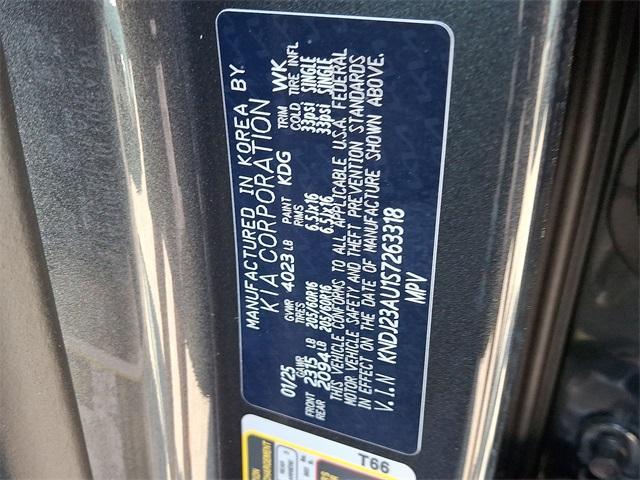 MANUFACTURED IN KOREA BY
KIA CORPORATION
01/25 GVWR 4023 LB PAINT KDG TRIM WK
GAWR TIRES RIMS COLD TIRE INFL
FRONT 2315 LB 205/60R16 6.5Jx16 33psi SINGLE
REAR 2094 LB 205/60R16 6.5Jx16 33psi SINGLE
THIS VEHICLE CONFORMS TO ALL APPLICABLE U.S.A. FEDERAL
MOTOR VEHICLE SAFETY AND THEFT PREVENTION STANDARDS
IN EFFECT ON THE DATE OF MANUFACTURE SHOWN ABOVE.
V.I.N KNDJ23AU1S7263318
MPV
T66